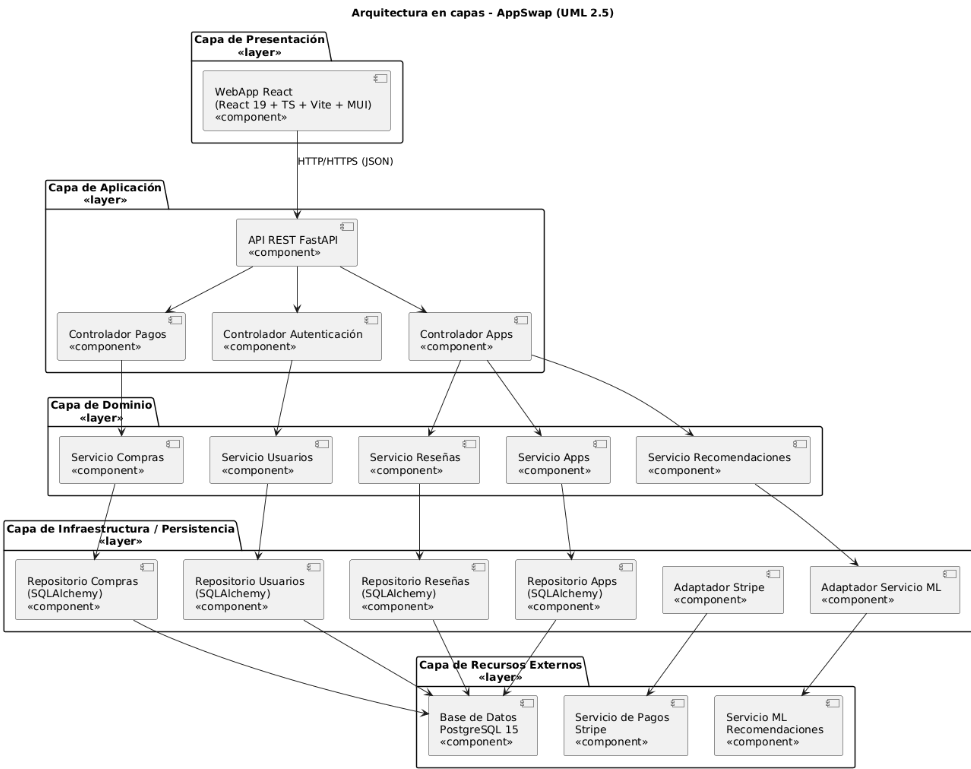 Arquitectura en capas - AppSwap (UML 2.5)
Capa de Presentación
«layer»
WebApp React
(React 19 + TS + Vite + MUI)
«component»
HTTP/HTTPS (JSON)
Capa de Aplicación
«layer»
API REST FastAPI
«component»
Controlador Pagos
«component»
Controlador Autenticación
«component»
Controlador Apps
«component»
Capa de Dominio
«layer»
Servicio Compras
«component»
Servicio Usuarios
«component»
Servicio Reseñas
«component»
Servicio Apps
«component»
Servicio Recomendaciones
«component»
Capa de Infraestructura / Persistencia
«layer»
Repositorio Compras
(SQLAlchemy)
«component»
Repositorio Usuarios
(SQLAlchemy)
«component»
Repositorio Reseñas
(SQLAlchemy)
«component»
Repositorio Apps
(SQLAlchemy)
«component»
Adaptador Stripe
«component»
Adaptador Servicio ML
«component»
Capa de Recursos Externos
«layer»
Base de Datos
PostgreSQL 15
«component»
Servicio de Pagos
Stripe
«component»
Servicio ML
Recomendaciones
«component»